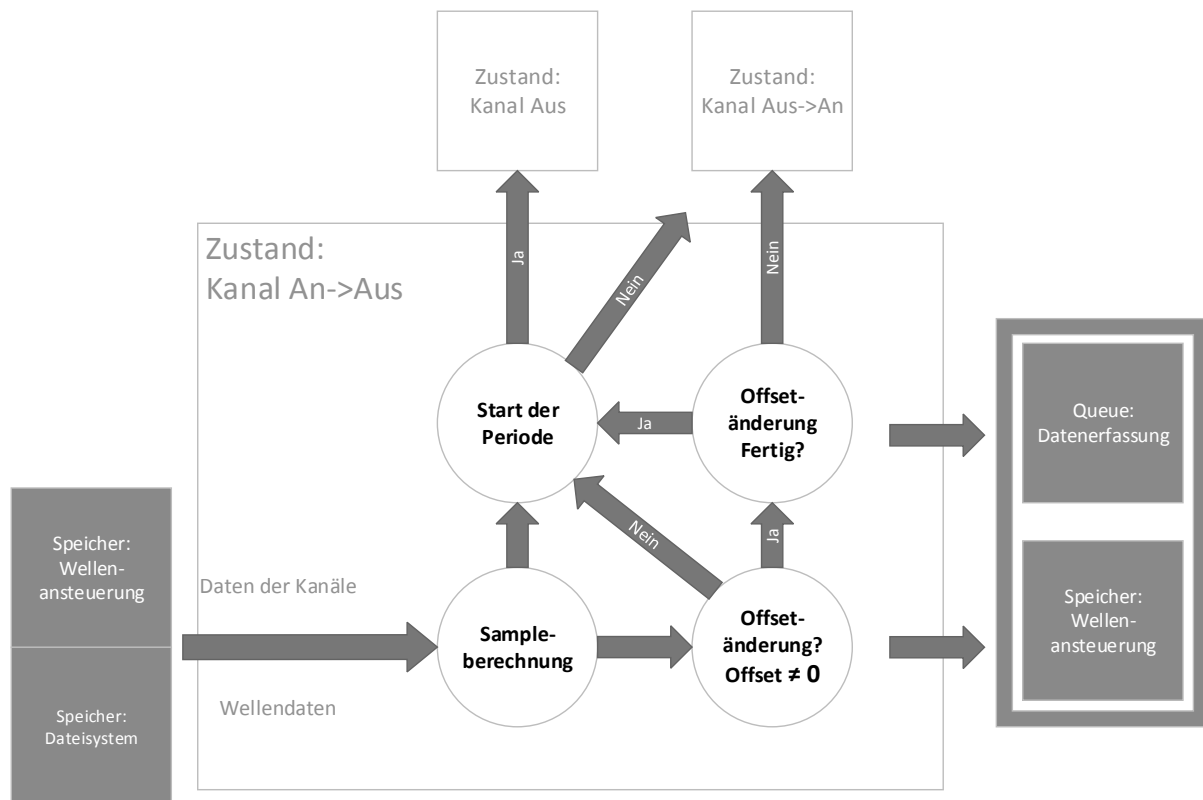 Zustand:
Kanal Aus
Zustand:
Kanal Aus->An
Zustand:
Kanal An->Aus
Ja
Nein
Nein
Start der
Periode
Ja
Offset-
änderung
Fertig?
Queue:
Datenerfassung
Speicher:
Wellen-
ansteuerung
Daten der Kanäle
Nein
Ja
Speicher:
Wellen-
ansteuerung
Sample-
berechnung
Offset-
änderung?
Offset ≠ 0
Speicher:
Dateisystem
Wellendaten